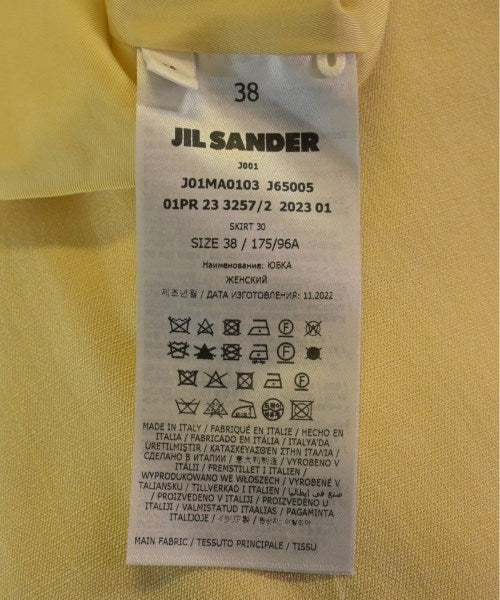 38
JIL SANDER
J001
J01MA0103 J65005
01PR 23 3257/2 2023 01
SKIRT 30
SIZE 38 / 175/96A
Наименование: ЮБКА
ЖЕНСКИЙ
제조년월 / ДАТА ИЗГОТОВЛЕНИЯ: 11.2022
MADE IN ITALY / FABRIQUÉ EN ITALIE / HECHO EN
ITALIA / FABRICADO EM ITÁLIA / ITALYA'DA
ÜRETILMIŞTIR / ΚΑΤΑΣΚΕΥΑΖΕΙΝ ΣΤΗΝ ΙΤΑΛΙΑ /
СДЕЛАНО В ИТАЛИИ / 意大利制造 / VYROBENO V
ITÁLII / FREMSTILLET I ITALIEN /
WYPRODUKOWANO WE WŁOSZECH / VYROBENÉ V
TALIANSKU / TILLVERKAD I ITALIEN / صنع في إيطاليا
/ PROIZVEDENO V ITALIJI / PROIZVEDENO U
ITALIJI / VALMISTATUD ITAALIAS / PAGAMINTA
ITALIJOJE / イタリア製 / 원산지: 이탈리아
MAIN FABRIC / TESSUTO PRINCIPALE / TISSU